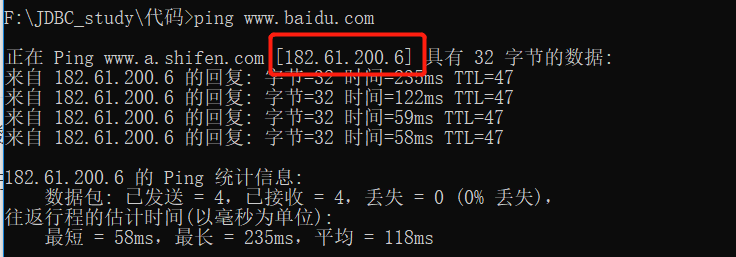 F:\JDBC_study\代码>ping www.baidu.com
正在 Ping www.a.shifen.com [182.61.200.6] 具有 32 字节的数据:
来自 182.61.200.6 的回复: 字节=32 时间=235ms TTL=47
来自 182.61.200.6 的回复: 字节=32 时间=122ms TTL=47
来自 182.61.200.6 的回复: 字节=32 时间=59ms TTL=47
来自 182.61.200.6 的回复: 字节=32 时间=58ms TTL=47
182.61.200.6 的 Ping 统计信息:
数据包: 已发送 = 4，已接收 = 4，丢失 = 0 (0% 丢失)，
往返行程的估计时间(以毫秒为单位):
最短 = 58ms，最长 = 235ms，平均 = 118ms